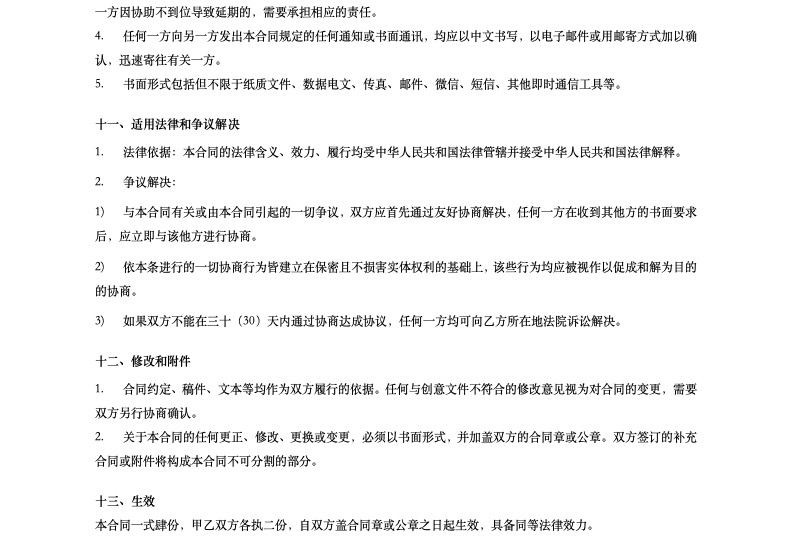 一方因协助不到位导致延期的，需要承担相应的责任。
4. 任何一方向另一方发出本合同规定的任何通知或书面通讯，均应以中文书写，以电子邮件或用邮寄方式加以确
认，迅速寄往有关一方。
5. 书面形式包括但不限于纸质文件、数据电文、传真、邮件、微信、短信、其他即时通信工具等。
十一、适用法律和争议解决
1. 法律依据：本合同的法律含义、效力、履行均受中华人民共和国法律管辖并接受中华人民共和国法律解释。
2. 争议解决：
1) 与本合同有关或由本合同引起的一切争议，双方应首先通过友好协商解决，任何一方在收到其他方的书面要求
后，应立即与该他方进行协商。
2) 依本条进行的一切协商行为皆建立在保密且不损害实体权利的基础上，该些行为均应被视作以促成和解为目的
的协商。
3) 如果双方不能在三十（30）天内通过协商达成协议，任何一方均可向乙方所在地法院诉讼解决。
十二、修改和附件
1. 合同约定、稿件、文本等均作为双方履行的依据。任何与创意文件不符合的修改意见视为对合同的变更，需要
双方另行协商确认。
2. 关于本合同的任何更正、修改、更换或变更，必须以书面形式，并加盖双方的合同章或公章。双方签订的补充
合同或附件将构成本合同不可分割的部分。
十三、生效
本合同一式肆份，甲乙双方各执二份，自双方盖合同章或公章之日起生效，具备同等法律效力。